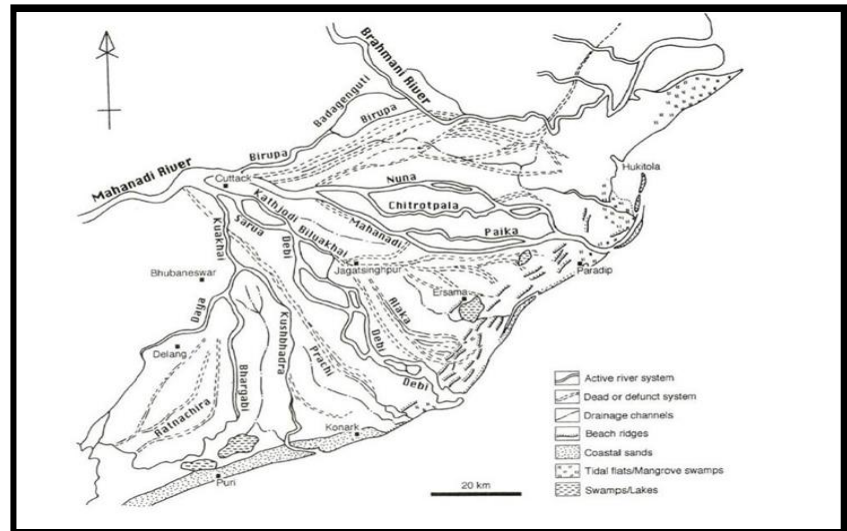 Brahmani River
Badagenguti
Birupa
Birupa
Hukitola
Mahanadi River
Cuttack
Nuna
Chitrotpala
Kathjodi
Mahanadi
Paika
Sarua
Kuakhai
Debi
Biluakhai
Jagatsinghpur
Paradip
Bhubaneswar
Ersama
Alaka
Daya
Kushbhadra
Prachi
Debi
Delang
Bhargabi
Debi
Ratnachira
Konark
Puri
Active river system
Dead or defunct system
Drainage channels
Beach ridges
Coastal sands
Tidal flats/Mangrove swamps
Swamps/Lakes
20 km